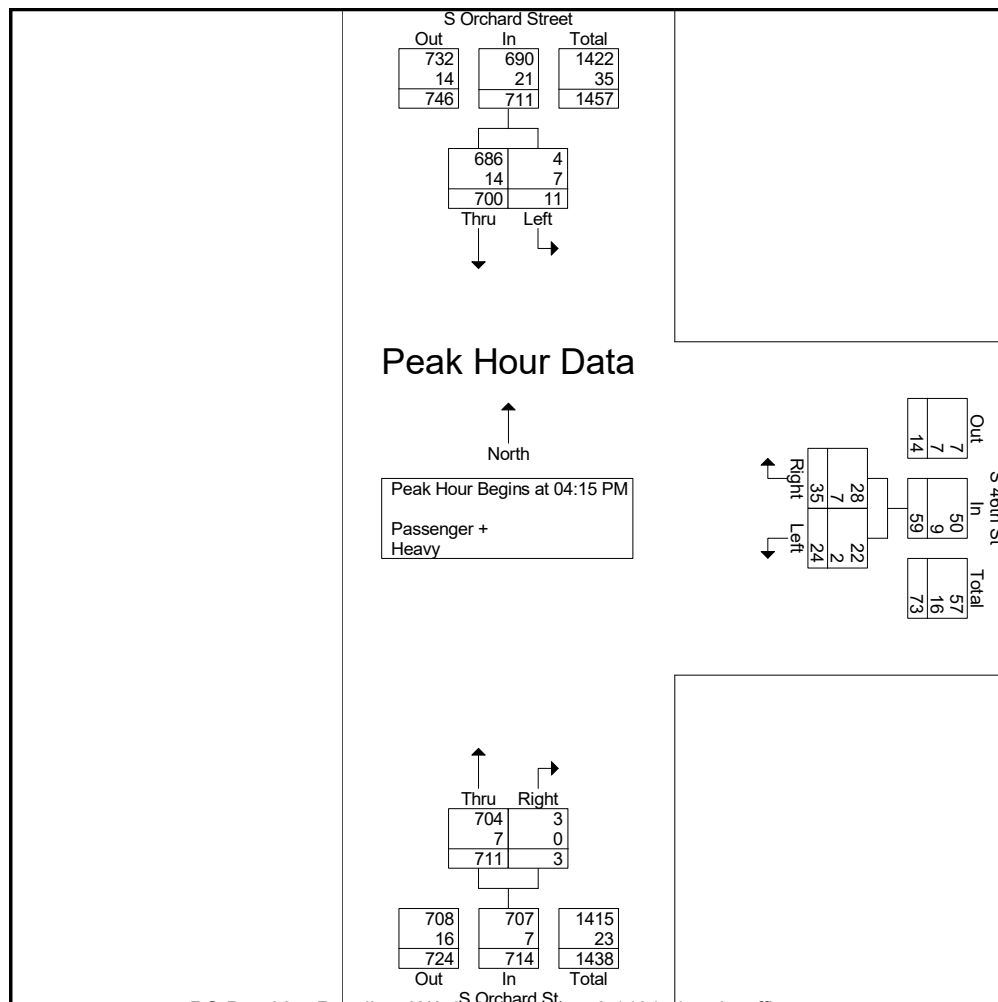 S Orchard Street
Out In Total
732 690 1422
14 21 35
746 711 1457
686 4
14 7
700 11
Thru Left
Peak Hour Data
North
Peak Hour Begins at 04:15 PM
Passenger +
Heavy
Out In Total
7 50 57
7 9 16
14 59 73
28 22
7 2
35 24
Right Left
S 46th St
Thru Right
704 3
7 0
711 3
708 707 1415
16 7 23
724 714 1438
Out In Total
S Orchard St